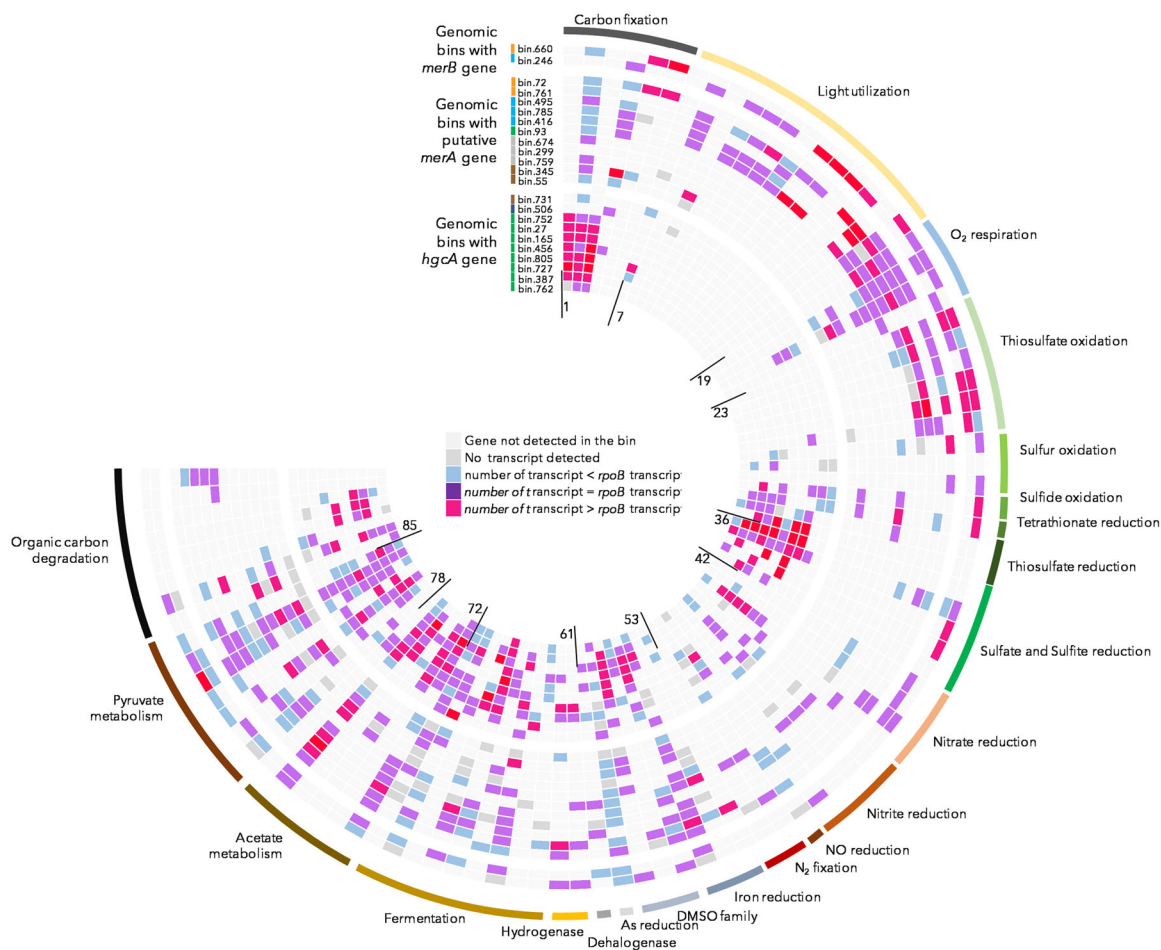 Carbon fixation
Genomic
bins with
merB gene
bin.660
bin.246
Light utilization
Genomic
bins with
putative
merA gene
bin.72
bin.761
bin.495
bin.785
bin.416
bin.93
bin.674
bin.299
bin.759
bin.345
bin.55
Genomic
bins with
hgcA gene
bin.731
bin.506
bin.752
bin.27
bin.165
bin.456
bin.805
bin.727
bin.387
bin.762
O2 respiration
1
7
19
23
Thiosulfate oxidation
Gene not detected in the bin
No transcript detected
number of transcript < rpoB transcrip
number of transcript = rpoB transcrip
number of transcript > rpoB transcrip
Sulfur oxidation
Sulfide oxidation
Tetrathionate reduction
Thiosulfate reduction
36
42
53
61
72
78
85
Organic carbon
degradation
Sulfate and Sulfite reduction
Pyruvate
metabolism
Nitrate reduction
Nitrite reduction
Acetate
metabolism
NO reduction
N2 fixation
Iron reduction
Fermentation
DMSO family
Hydrogenase
As reduction
Dehalogenase